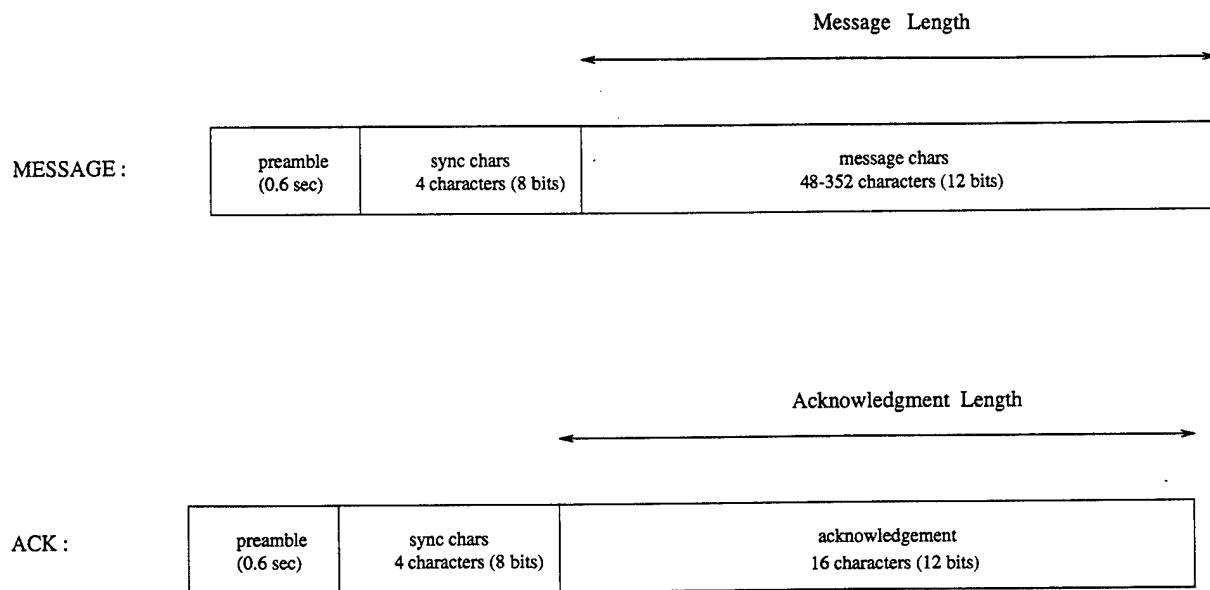 Message Length
MESSAGE :
preamble
(0.6 sec)
sync chars
4 characters (8 bits)
message chars
48-352 characters (12 bits)
Acknowledgment Length
ACK :
preamble
(0.6 sec)
sync chars
4 characters (8 bits)
acknowledgement
16 characters (12 bits)